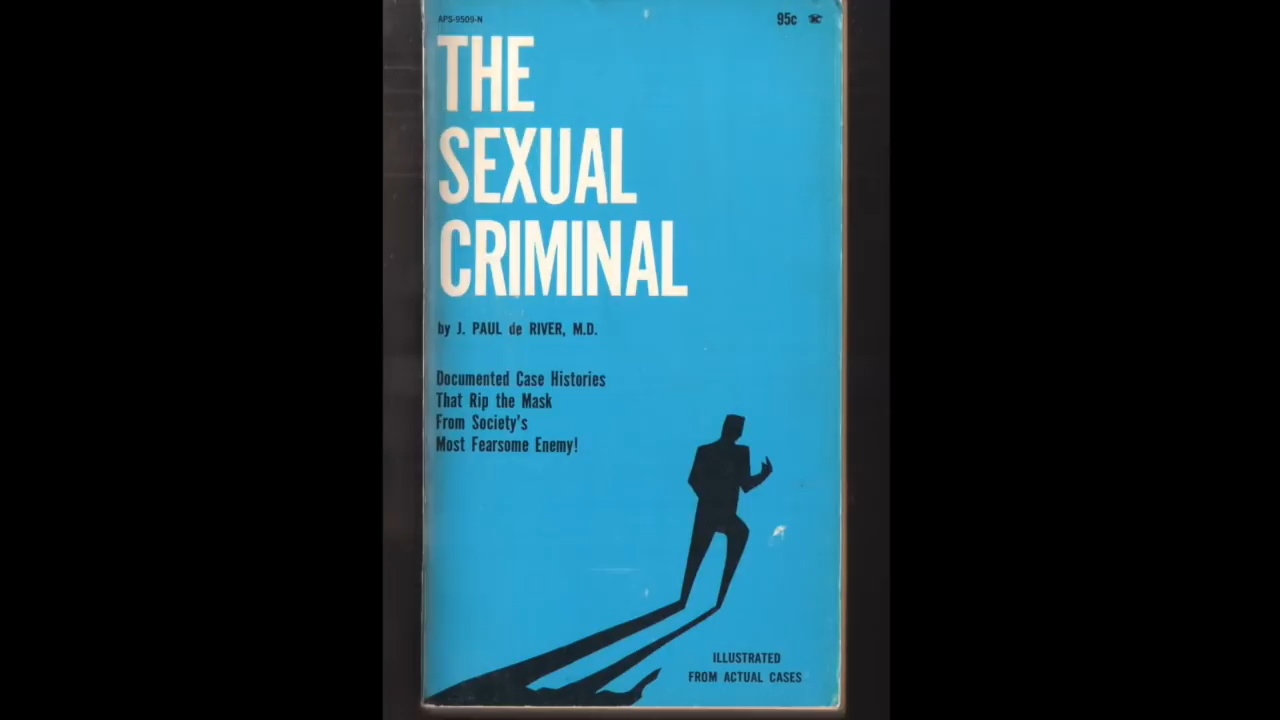 APS-9509-N
95c
THE
SEXUAL
CRIMINAL
by J. PAUL de RIVER, M.D.
Documented Case Histories
That Rip the Mask
From Society's
Most Fearsome Enemy!
ILLUSTRATED
FROM ACTUAL CASES